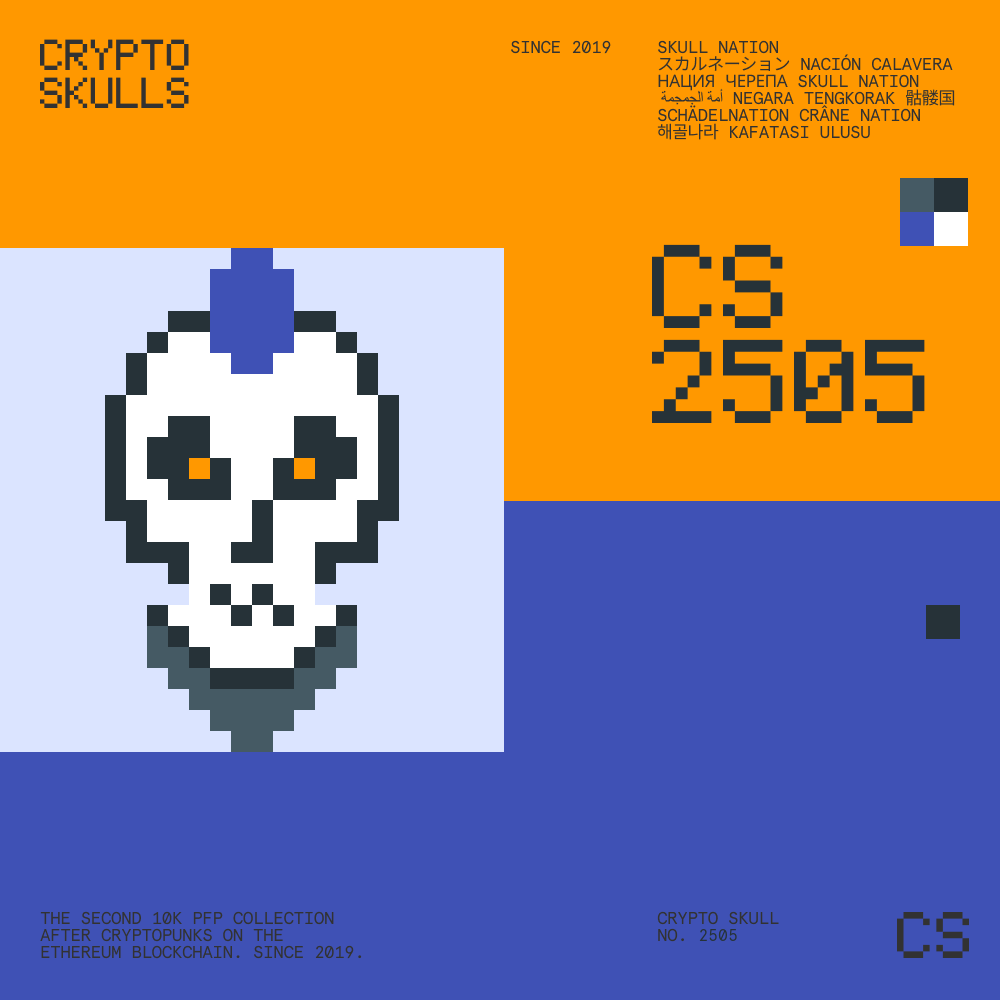 CRYPTO
SKULLS
SINCE 2019
SKULL NATION
スカルネーション NACIÓN CALAVERA
НАЦИЯ ЧЕРЕПА SKULL NATION
أمة الجمجمة NEGARA TENGKORAK 骷髅国
SCHÄDELNATION CRÂNE NATION
해골나라 KAFATASI ULUSU
CS
2505
THE SECOND 10K PFP COLLECTION
AFTER CRYPTOPUNKS ON THE
ETHEREUM BLOCKCHAIN. SINCE 2019.
CRYPTO SKULL
NO. 2505
CS